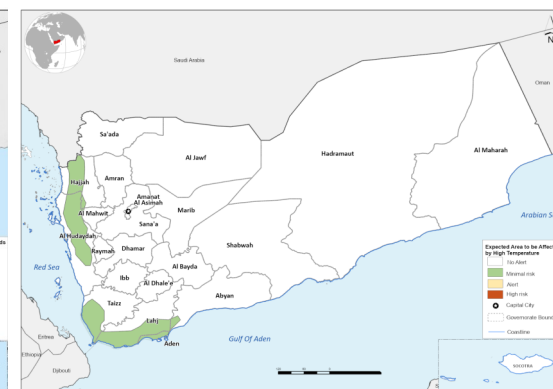 Saudi Arabia
Oman
Sa'ada
Al Jawf
Hadramaut
Al Maharah
Hajjah
Amran
Amanat
Al Asimah
Al Mahwit
Sana'a
Marib
Arabian
Al Hudaydah
Raymah
Dhamar
Shabwah
Red Sea
Ibb
Al Bayda
Al Dhale'e
Taizz
Abyan
Lahj
Aden
Gulf Of Aden
Eritrea
Ethiopia
Djibouti
Expected Area to be Affect
by High Temperature
No Alert
Minimal risk
Alert
High risk
Capital City
Governorate Bound
Coastline
SOCOTRA